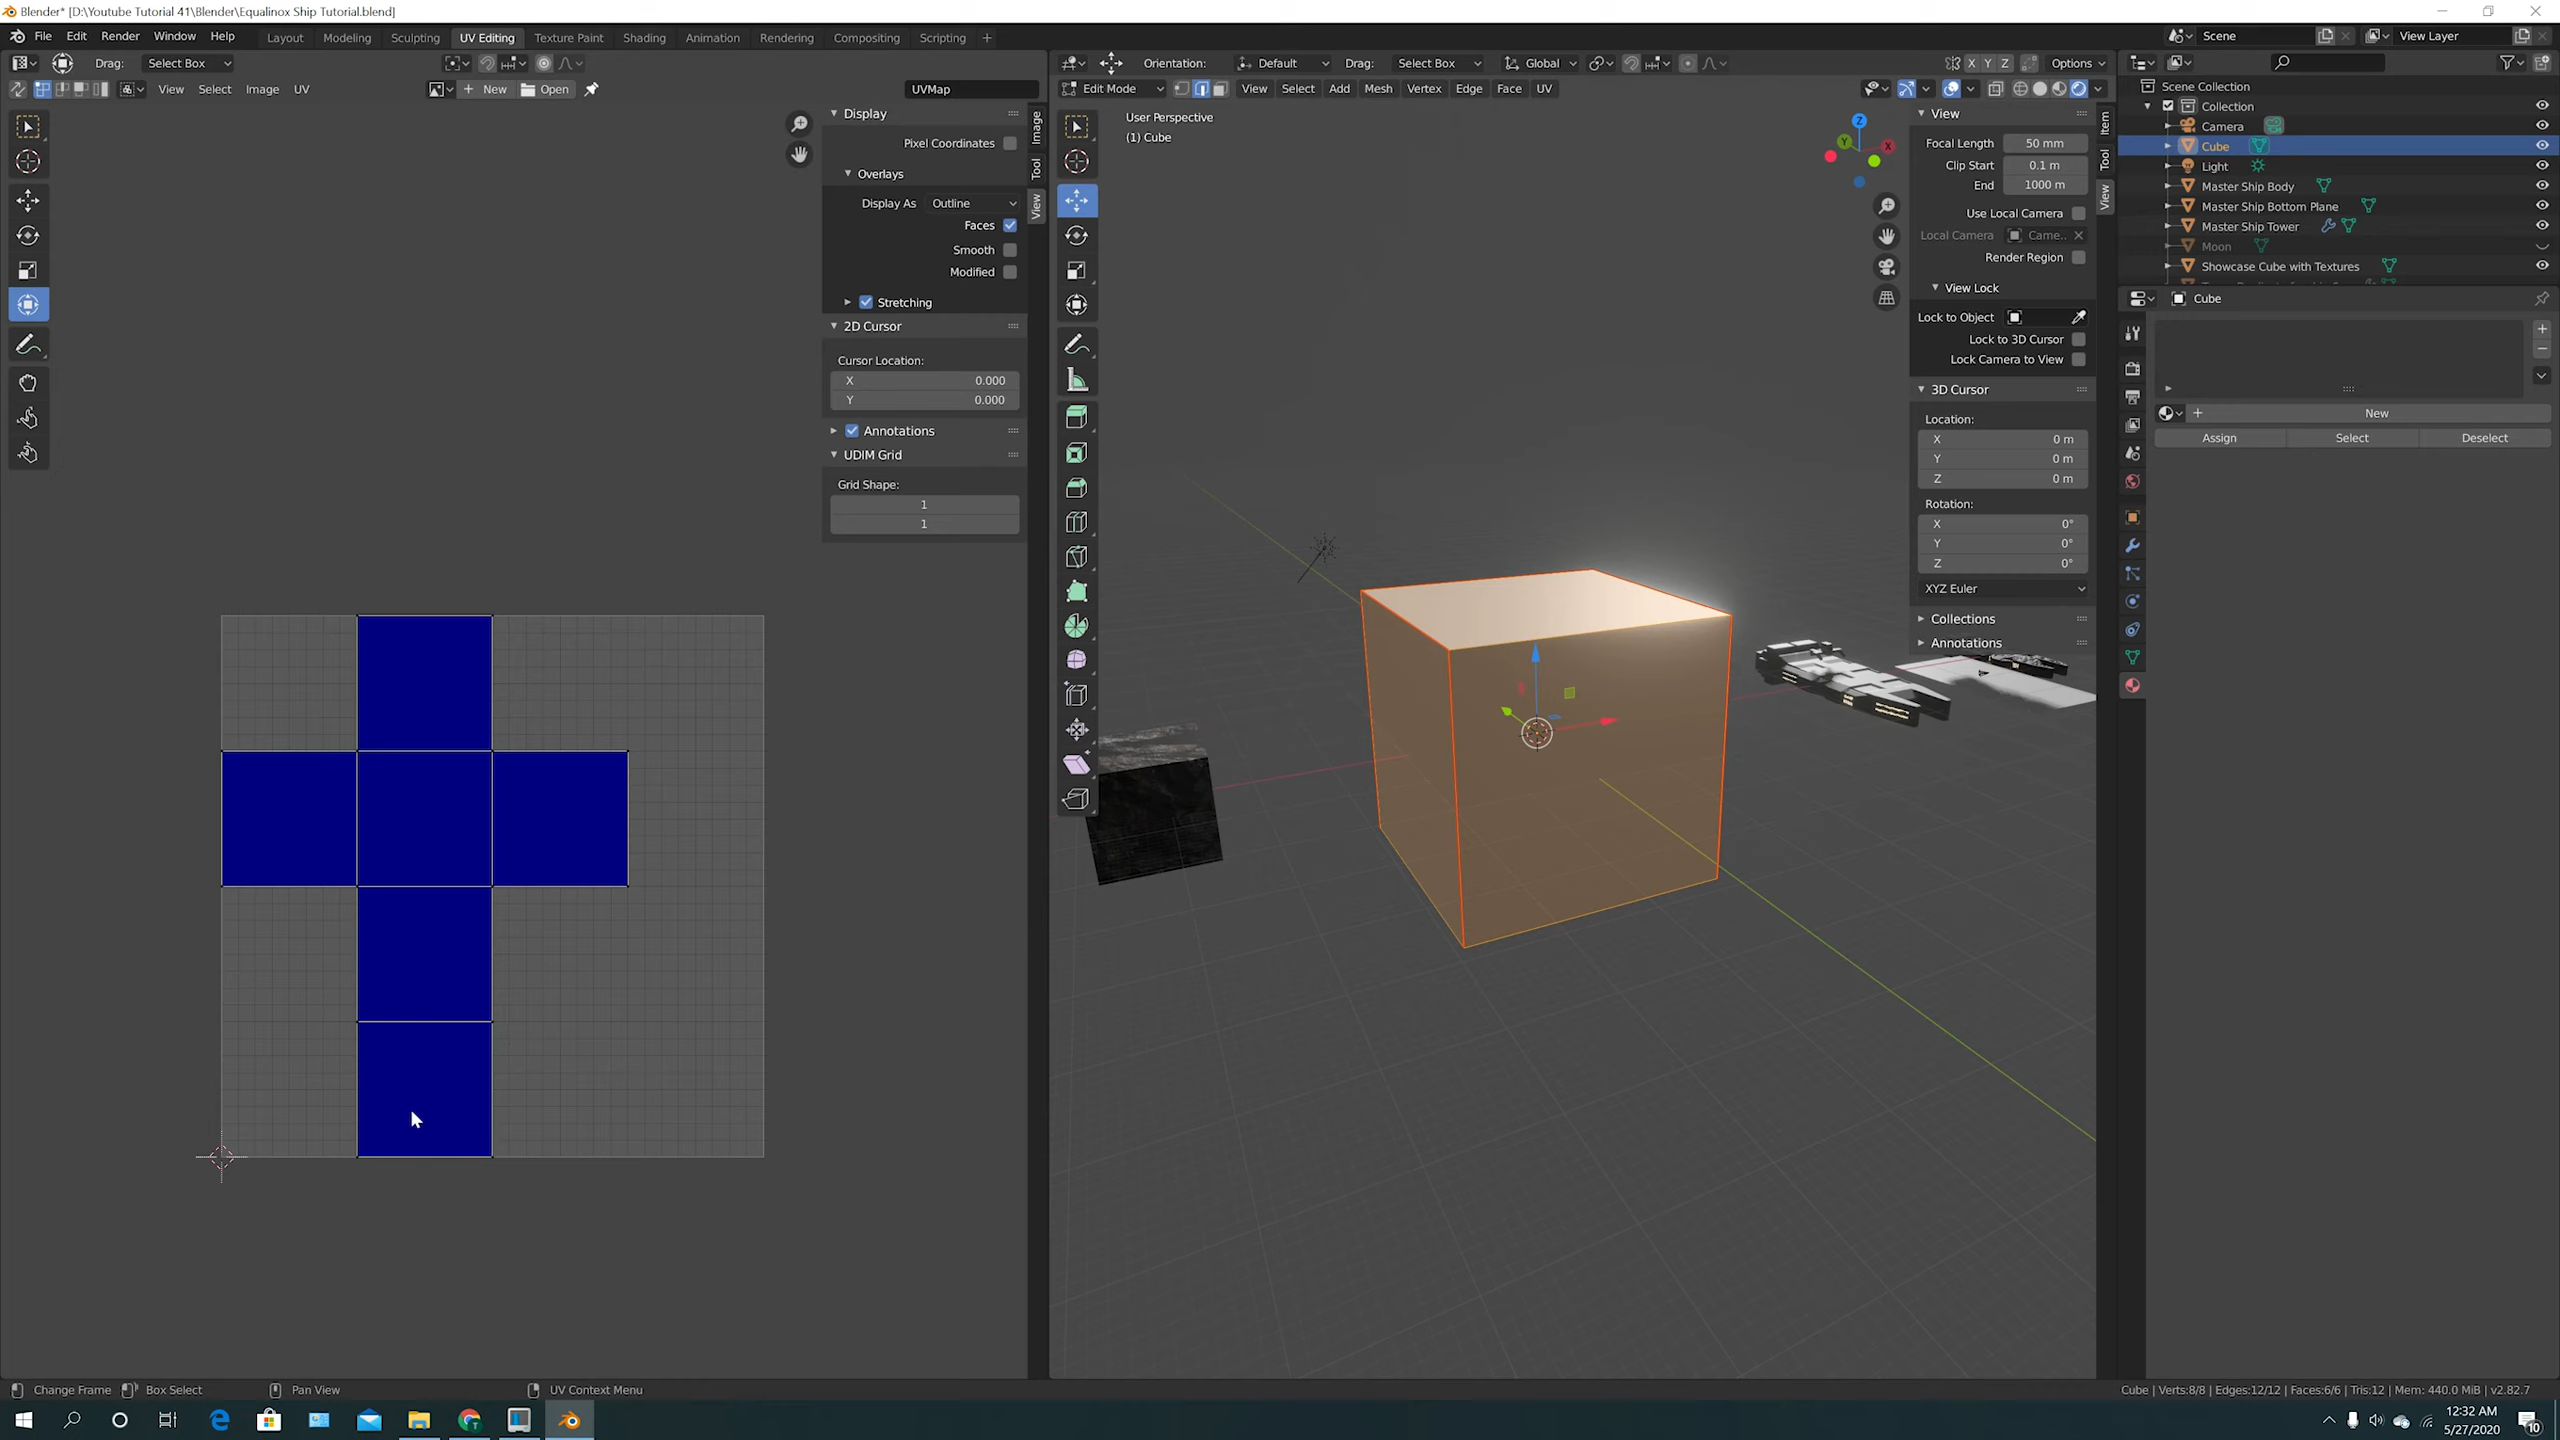 Blender* [D:\Youtube Tutorial 41\Blender\Equalinox Ship Tutorial.blend]
File Edit Render Window Help Layout Modeling Sculpting UV Editing Texture Paint Shading Animation Rendering Compositing Scripting + Scene View Layer
Drag: Select Box Orientation: Default Drag: Select Box Global X Y Z Options
View Select Image UV + New Open UVMap Edit Mode View Select Add Mesh Vertex Edge Face UV
Display
Pixel Coordinates
Overlays
Display As Outline
Faces
Smooth
Modified
Stretching
2D Cursor
Cursor Location:
X 0.000
Y 0.000
Annotations
UDIM Grid
Grid Shape:
1
1
Image
Tool
View
User Perspective
(1) Cube
Z
X
Y
View
Focal Length 50 mm
Clip Start 0.1 m
End 1000 m
Use Local Camera
Local Camera Came..
Render Region
View Lock
Lock to Object
Lock to 3D Cursor
Lock Camera to View
3D Cursor
Location:
X 0 m
Y 0 m
Z 0 m
Rotation:
X 0°
Y 0°
Z 0°
XYZ Euler
Collections
Annotations
Item
Tool
View
Scene Collection
Collection
Camera
Cube
Light
Master Ship Body
Master Ship Bottom Plane
Master Ship Tower
Moon
Showcase Cube with Textures
Cube
+ New
Assign Select Deselect
Change Frame Box Select Pan View UV Context Menu Cube | Verts:8/8 | Edges:12/12 | Faces:6/6 | Tris:12 | Mem: 440.0 MiB | v2.82.7
12:32 AM
5/27/2020
10